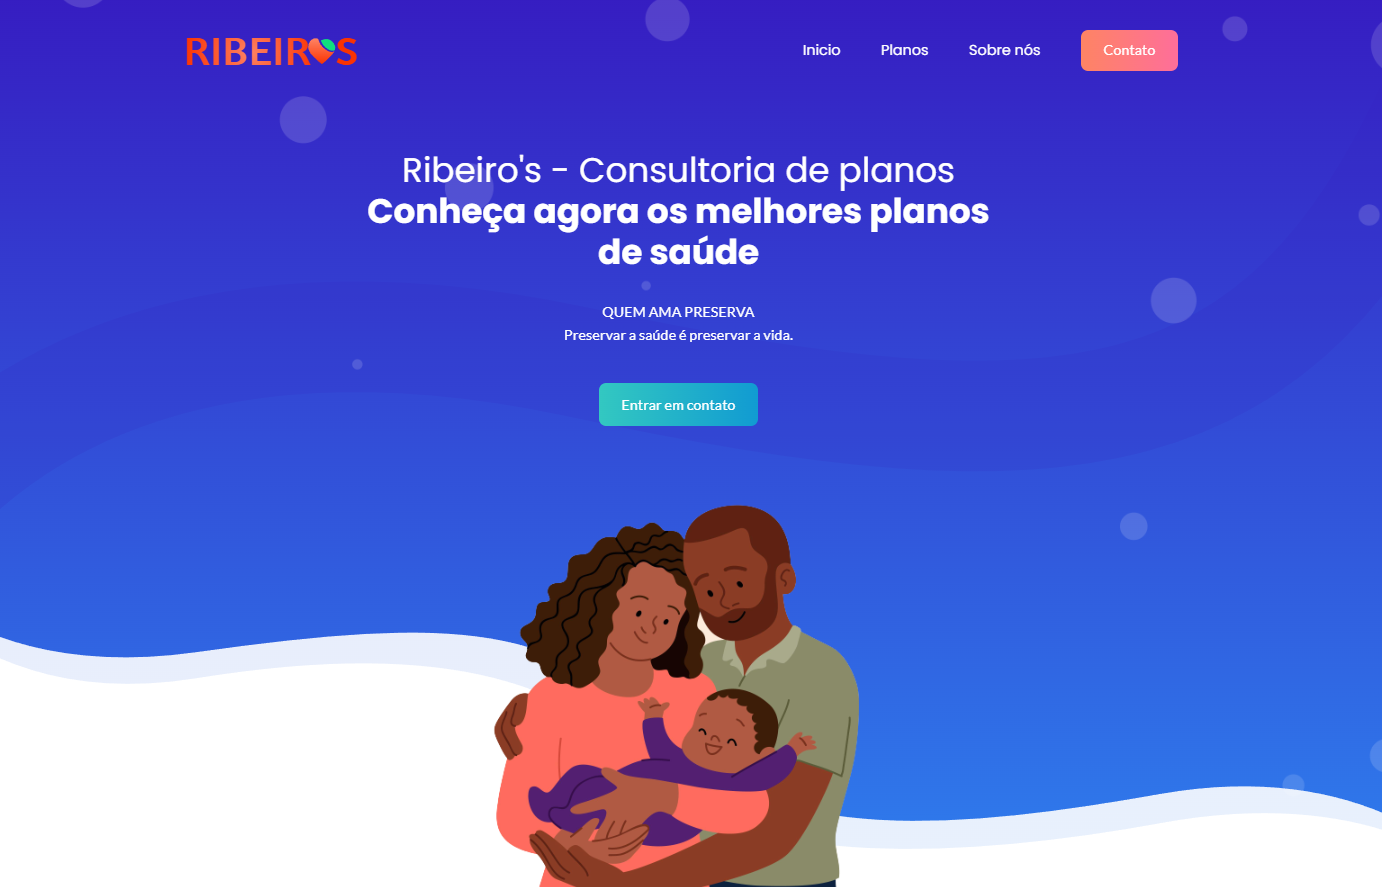 RIBEIROS
Inicio
Planos
Sobre nós
Contato
Ribeiro's - Consultoria de planos
Conheça agora os melhores planos
de saúde
QUEM AMA PRESERVA
Preservar a saúde é preservar a vida.
Entrar em contato